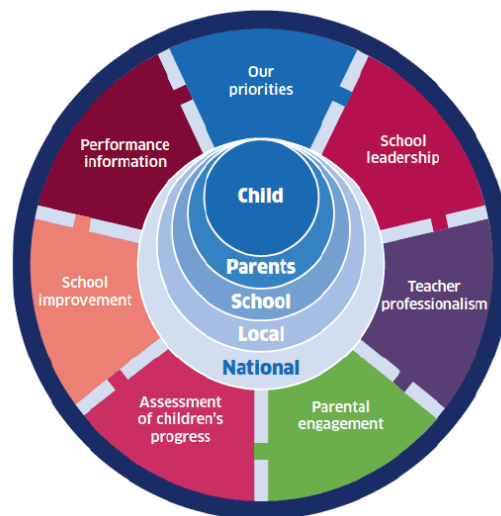 Our
priorities
School
leadership
Teacher
professionalism
Parental
engagement
Assessment
of children's
progress
School
improvement
Performance
information
Child
Parents
School
Local
National